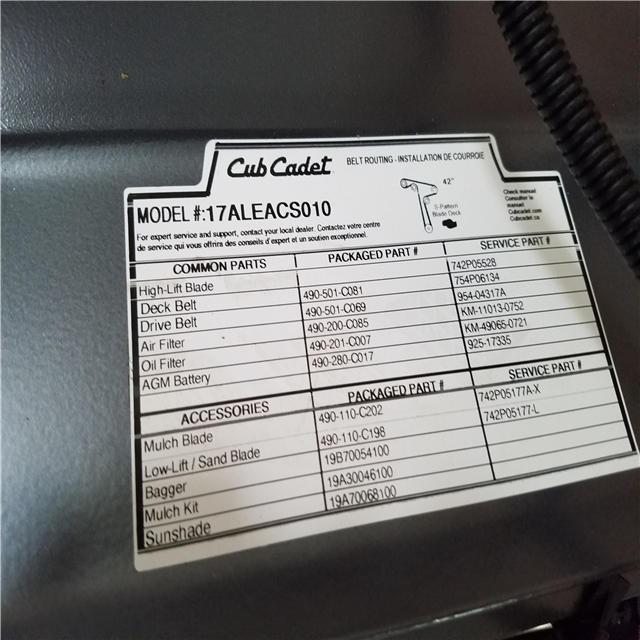 Cub Cadet
BELT ROUTING - INSTALLATION DE COURROIE
MODEL #:17ALEACS010
For expert service and support, contact your local dealer. Contactez votre centre
de service qui vous offrira des conseils d'expert et un soutien exceptionnel.
42"
S-Pattern
Blade Deck
Check manual
Consulter le
manuel
Cubcadet.com
Cubcadet.ca
COMMON PARTS PACKAGED PART # SERVICE PART #
High-Lift Blade 742P05528
Deck Belt 490-501-C081 754P06134
Drive Belt 490-501-C069 954-04317A
Air Filter 490-200-C085 KM-11013-0752
Oil Filter 490-201-C007 KM-49065-0721
AGM Battery 490-280-C017 925-17335
ACCESSORIES PACKAGED PART # SERVICE PART #
Mulch Blade 490-110-C202 742P05177A-X
Low-Lift / Sand Blade 490-110-C198 742P05177-L
Bagger 19B70054100
Mulch Kit 19A30046100
Sunshade 19A70068100